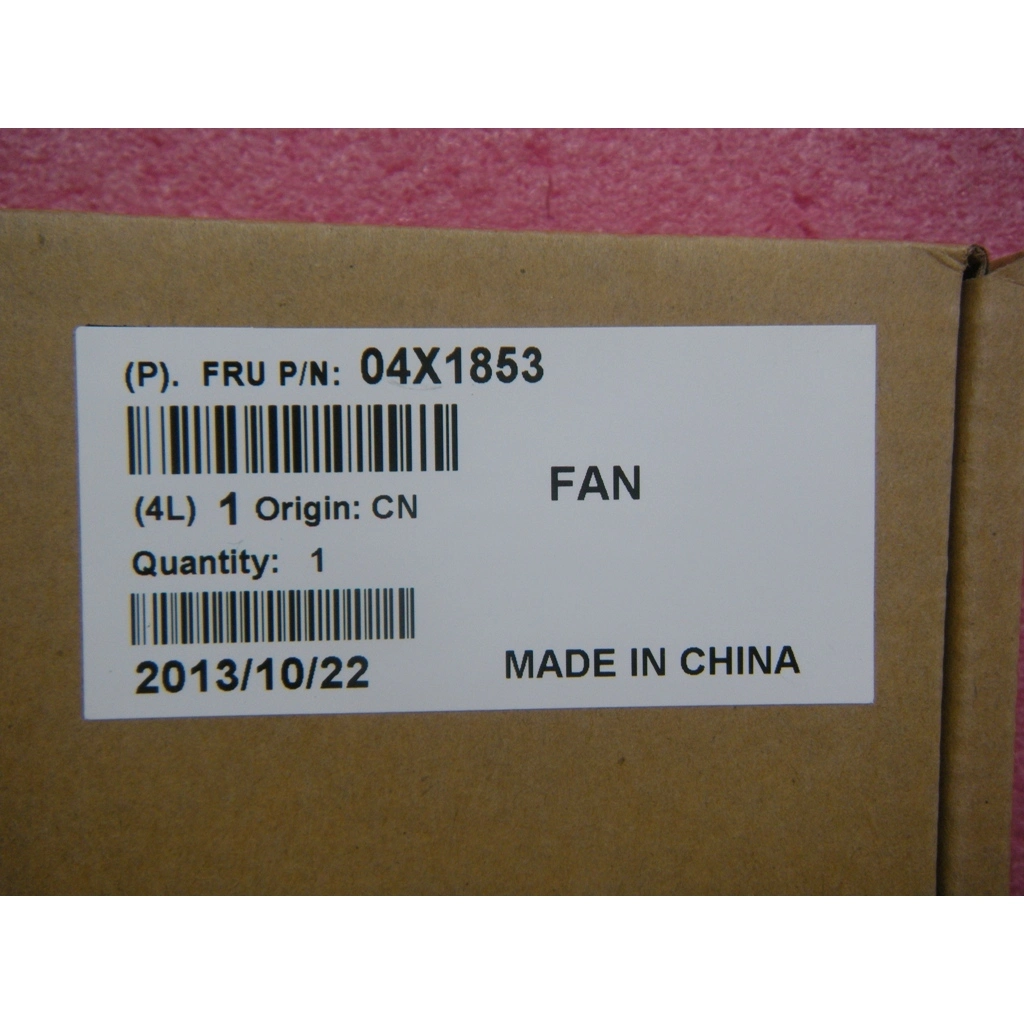 (P). FRU P/N: 04X1853
FAN
(4L) 1 Origin: CN
Quantity: 1
2013/10/22
MADE IN CHINA